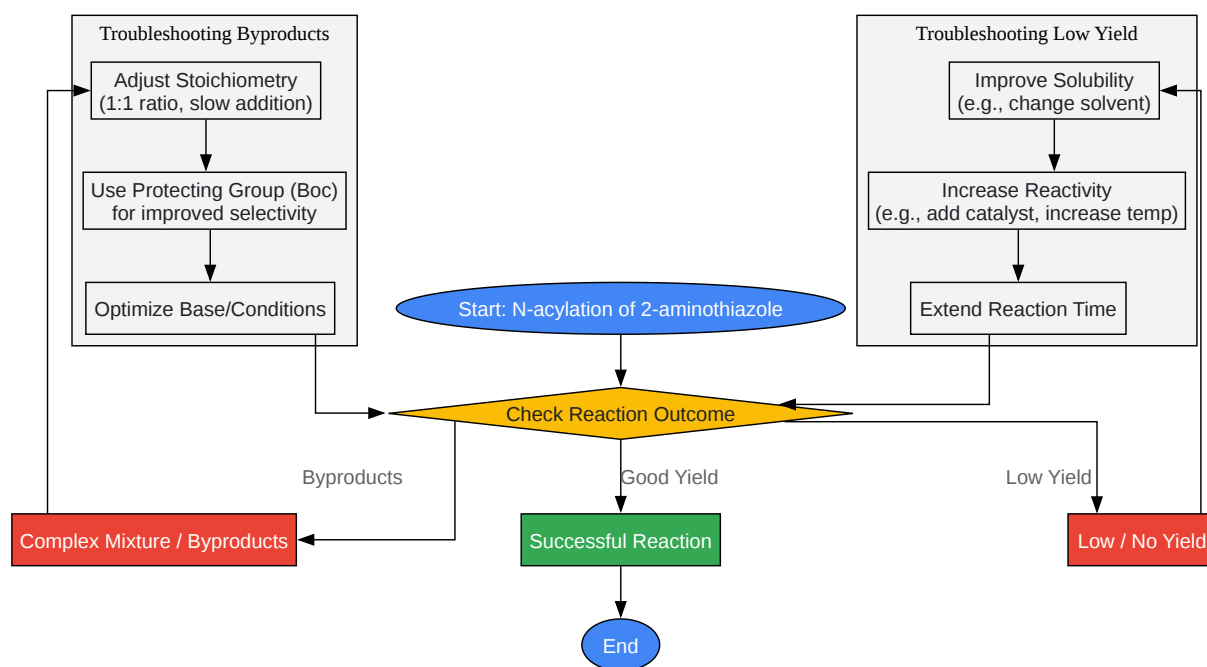 Troubleshooting Byproducts
Adjust Stoichiometry
(1:1 ratio, slow addition)
Use Protecting Group (Boc)
for improved selectivity
Optimize Base/Conditions
Troubleshooting Low Yield
Improve Solubility
(e.g., change solvent)
Increase Reactivity
(e.g., add catalyst, increase temp)
Extend Reaction Time
Start: N-acylation of 2-aminothiazole
Check Reaction Outcome
Byproducts
Good Yield
Low Yield
Complex Mixture / Byproducts
Successful Reaction
Low / No Yield
End